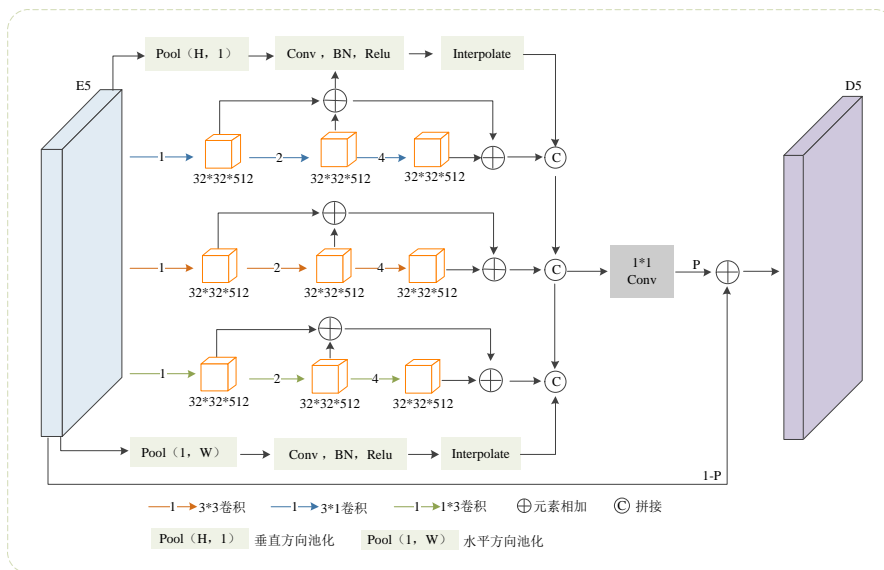 Pool（H，1）
Conv ，BN，Relu
Interpolate
E5
D5
1
2
4
C
32*32*512
32*32*512
32*32*512
1
2
4
C
1*1
Conv
P
32*32*512
32*32*512
32*32*512
1
2
4
C
32*32*512
32*32*512
32*32*512
Pool（1，W）
Conv ，BN，Relu
Interpolate
1-P
1 3*3卷积
1 3*1卷积
1 1*3卷积
元素相加
C 拼接
Pool（H，1） 垂直方向池化
Pool（1，W） 水平方向池化